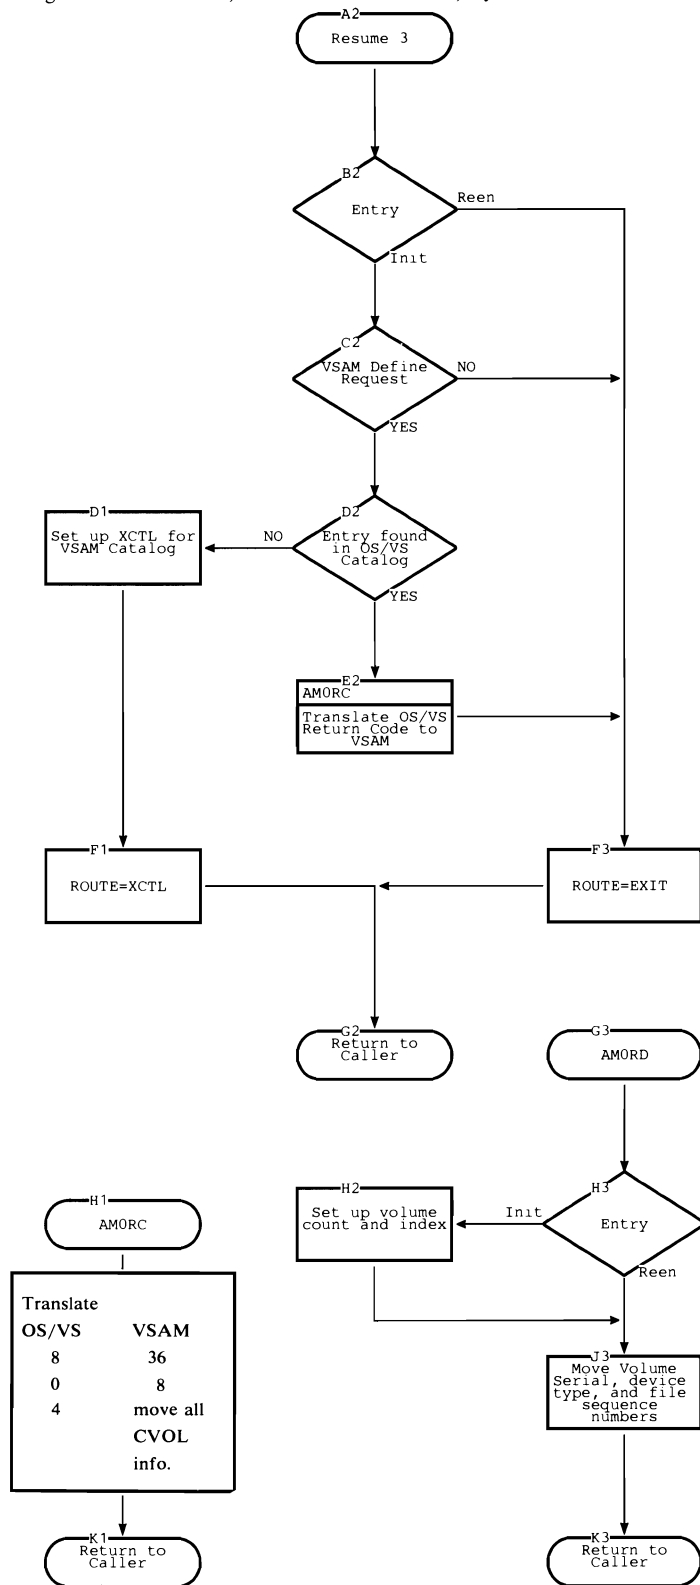 A2
Resume 3
B2
Entry
Reen
Init
C2
VSAM Define
Request
NO
YES
D1
Set up XCTL for
VSAM Catalog
NO
D2
Entry found
in OS/VS
Catalog
YES
E2
AM0RC
Translate OS/VS
Return Code to
VSAM
F1
ROUTE=XCTL
F3
ROUTE=EXIT
G2
Return to
Caller
G3
AM0RD
H1
AM0RC
H2
Set up volume
count and index
Init
H3
Entry
Reen
Translate
OS/VS VSAM
8 36
0 8
4 move all
CVOL
info.
J3
Move Volume
Serial, device
type, and file
sequence
numbers
K1
Return to
Caller
K3
Return to
Caller